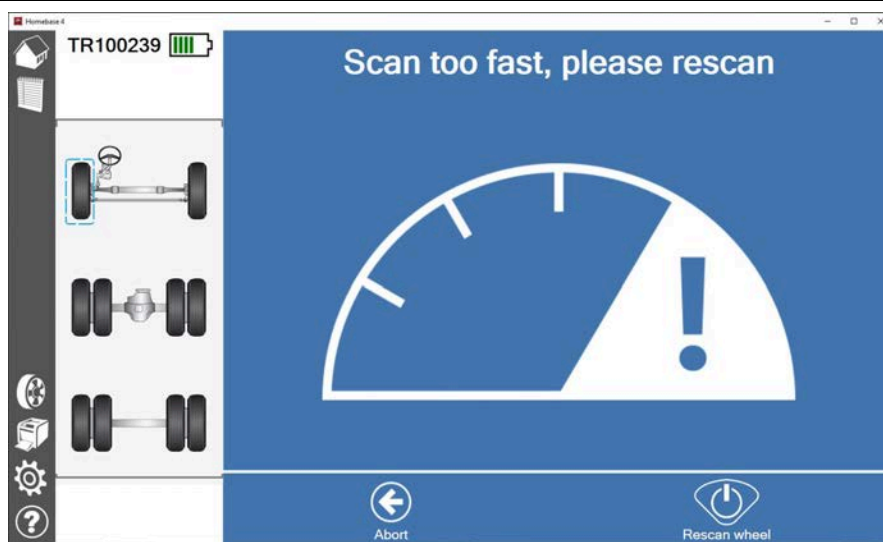 Homebase 4
TR100239
Scan too fast, please rescan
!
Abort
Rescan wheel
?